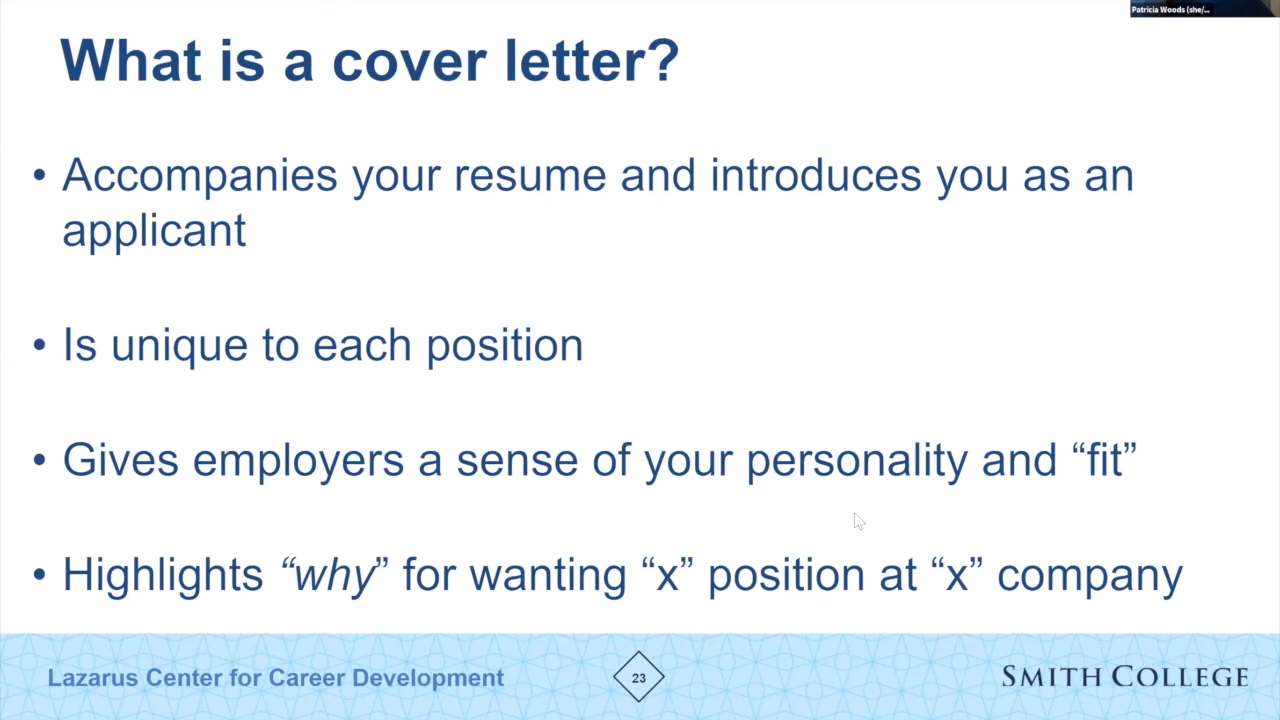 Patricia Woods (she/...
What is a cover letter?
• Accompanies your resume and introduces you as an
applicant
• Is unique to each position
• Gives employers a sense of your personality and “fit”
• Highlights “why” for wanting “x” position at “x” company
Lazarus Center for Career Development
23
SMITH COLLEGE